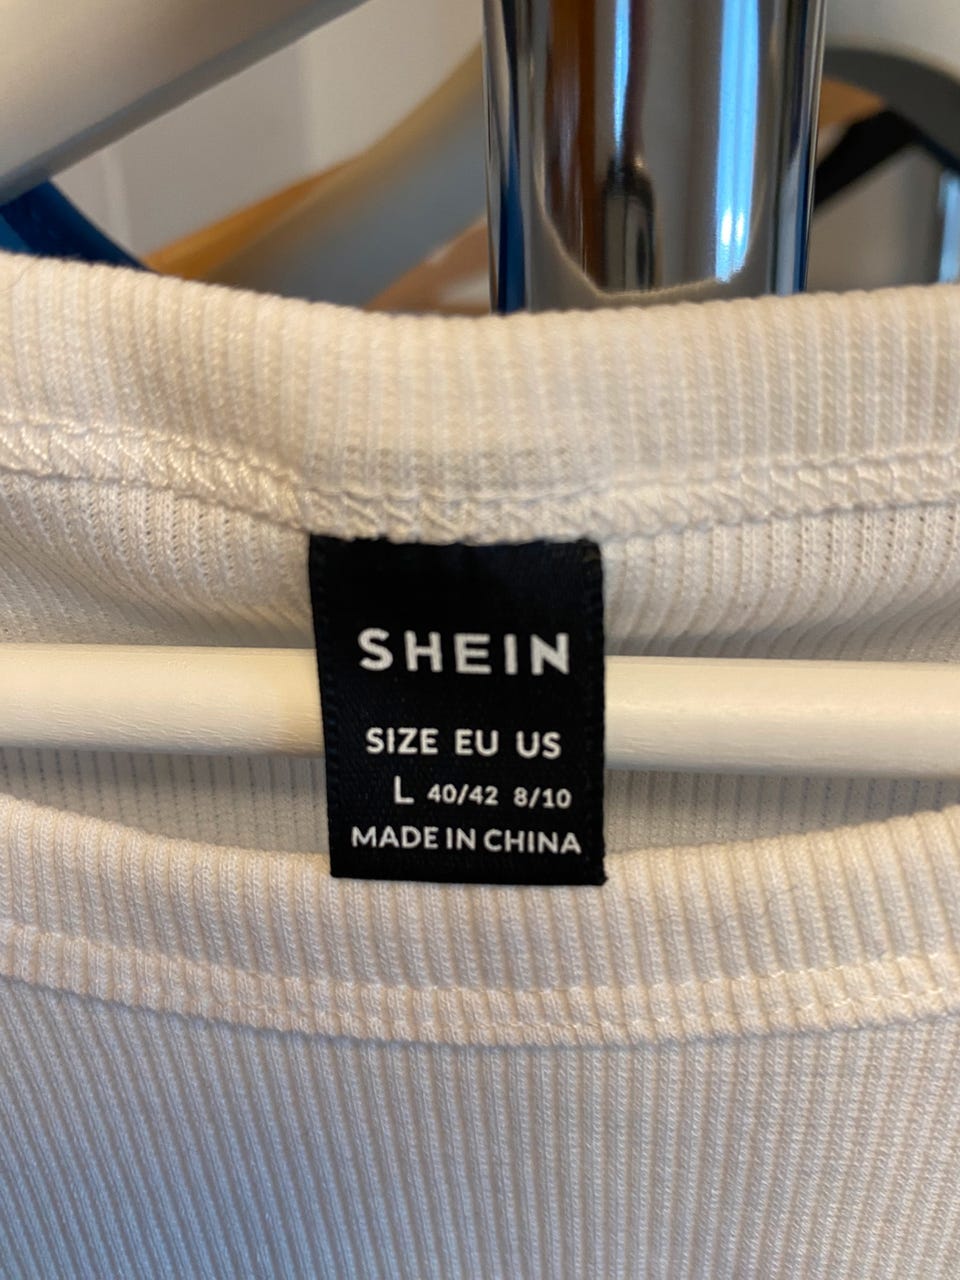 SHEIN
SIZE EU US
L 40/42 8/10
MADE IN CHINA